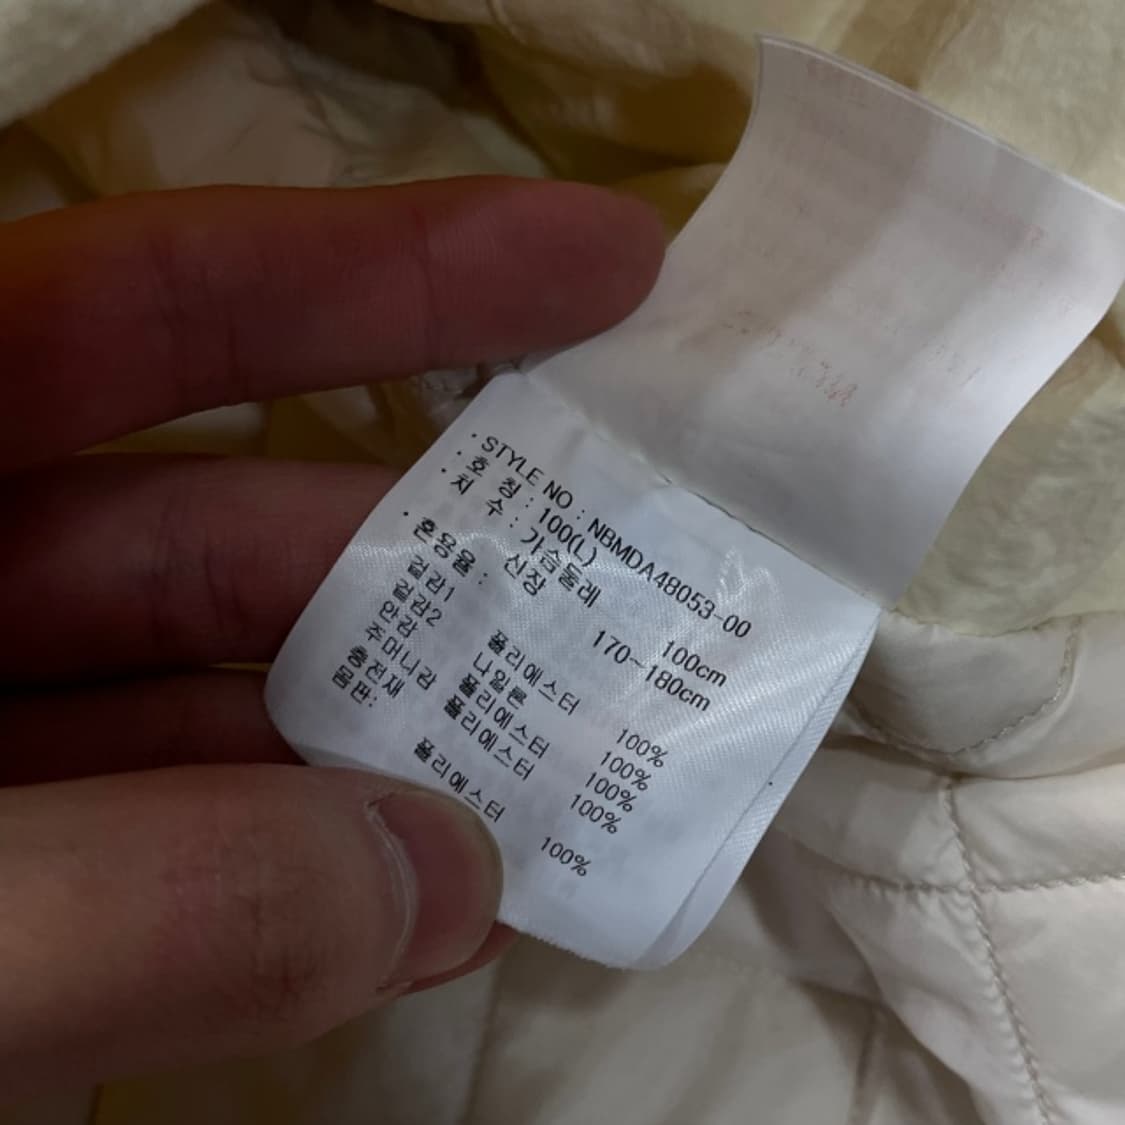 · STYLE NO : NBMDA48053-00
· 호 칭 : 100(L)
· 치 수 : 가슴둘레 100cm
신장 170~180cm
· 혼용율 :
겉감1 폴리에스터 100%
겉감2 나일론 100%
안감 폴리에스터 100%
주머니감 폴리에스터 100%
충전재
몸판: 폴리에스터 100%